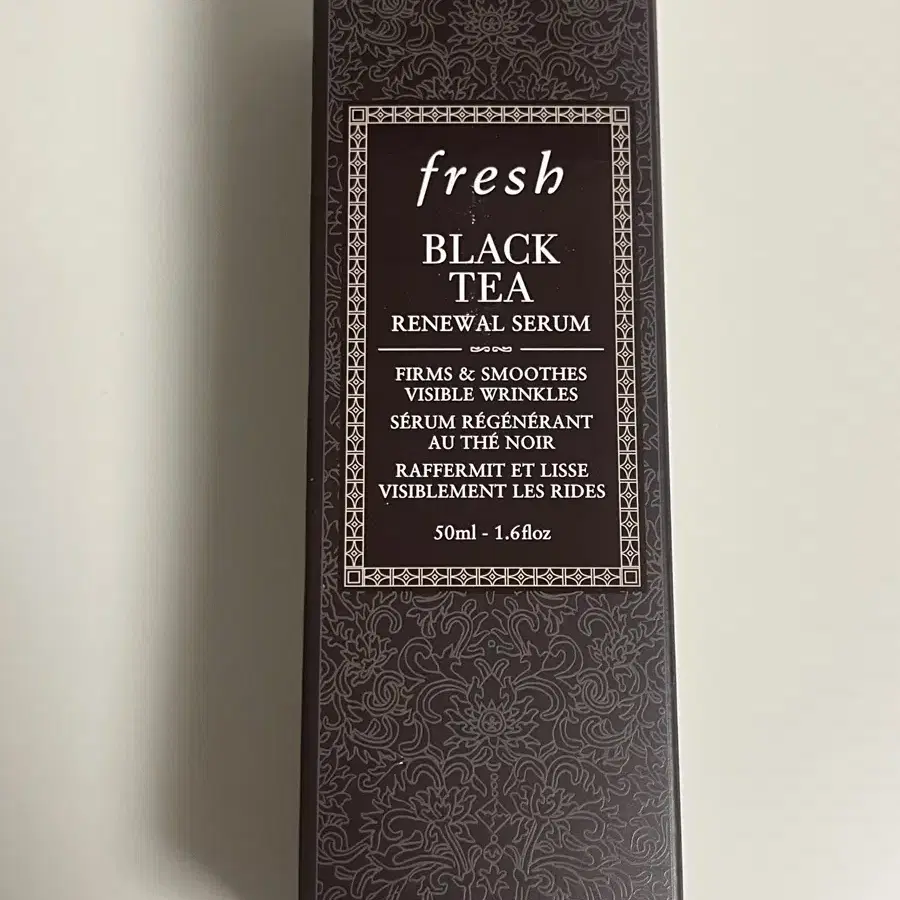 fresh
BLACK
TEA
RENEWAL SERUM
FIRMS & SMOOTHES
VISIBLE WRINKLES
SÉRUM RÉGÉNÉRANT
AU THÉ NOIR
RAFFERMIT ET LISSE
VISIBLEMENT LES RIDES
50ml - 1.6floz